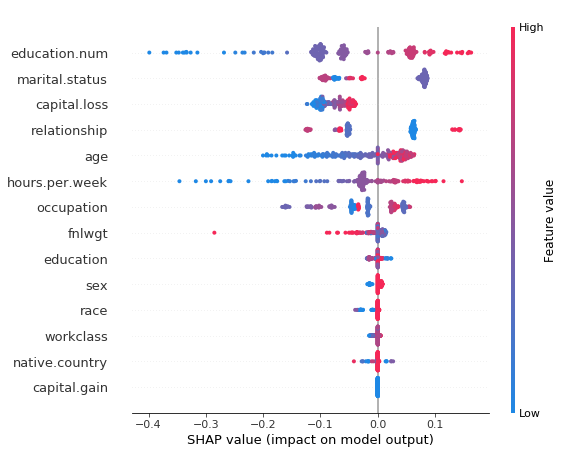 High
education.num
marital.status
capital.loss
relationship
age
hours.per.week
occupation
fnlwgt
education
sex
race
workclass
native.country
capital.gain
Feature value
Low
−0.4 −0.3 −0.2 −0.1 0.0 0.1
SHAP value (impact on model output)